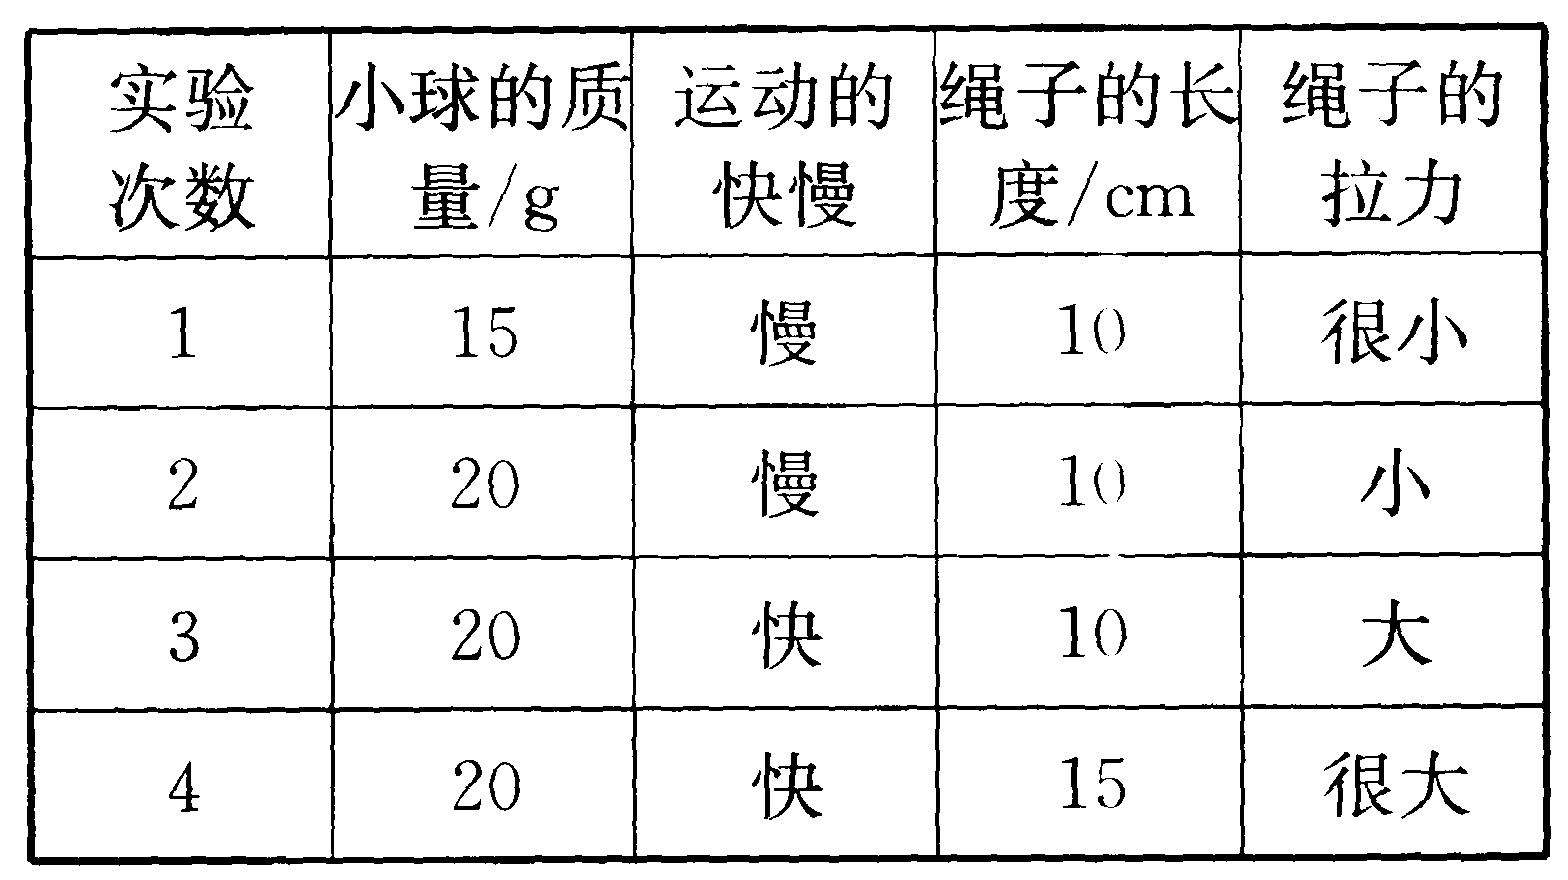 实验次数 小球的质量/g 运动的快慢 绳子的长度/cm 绳子的拉力
1 15 慢 10 很小
2 20 慢 10 小
3 20 快 10 大
4 20 快 15 很大